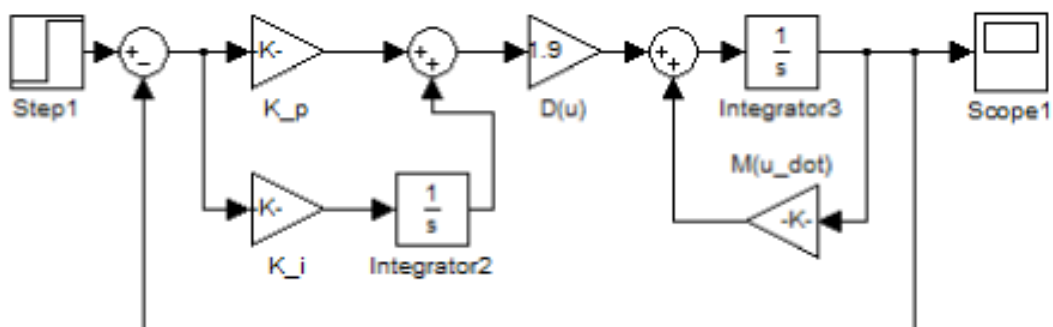 Step1
+
−
-K-
K_p
+
+
1.9
D(u)
+
+
1
s
Integrator3
Scope1
-K-
K_i
1
s
Integrator2
M(u_dot)
-K-